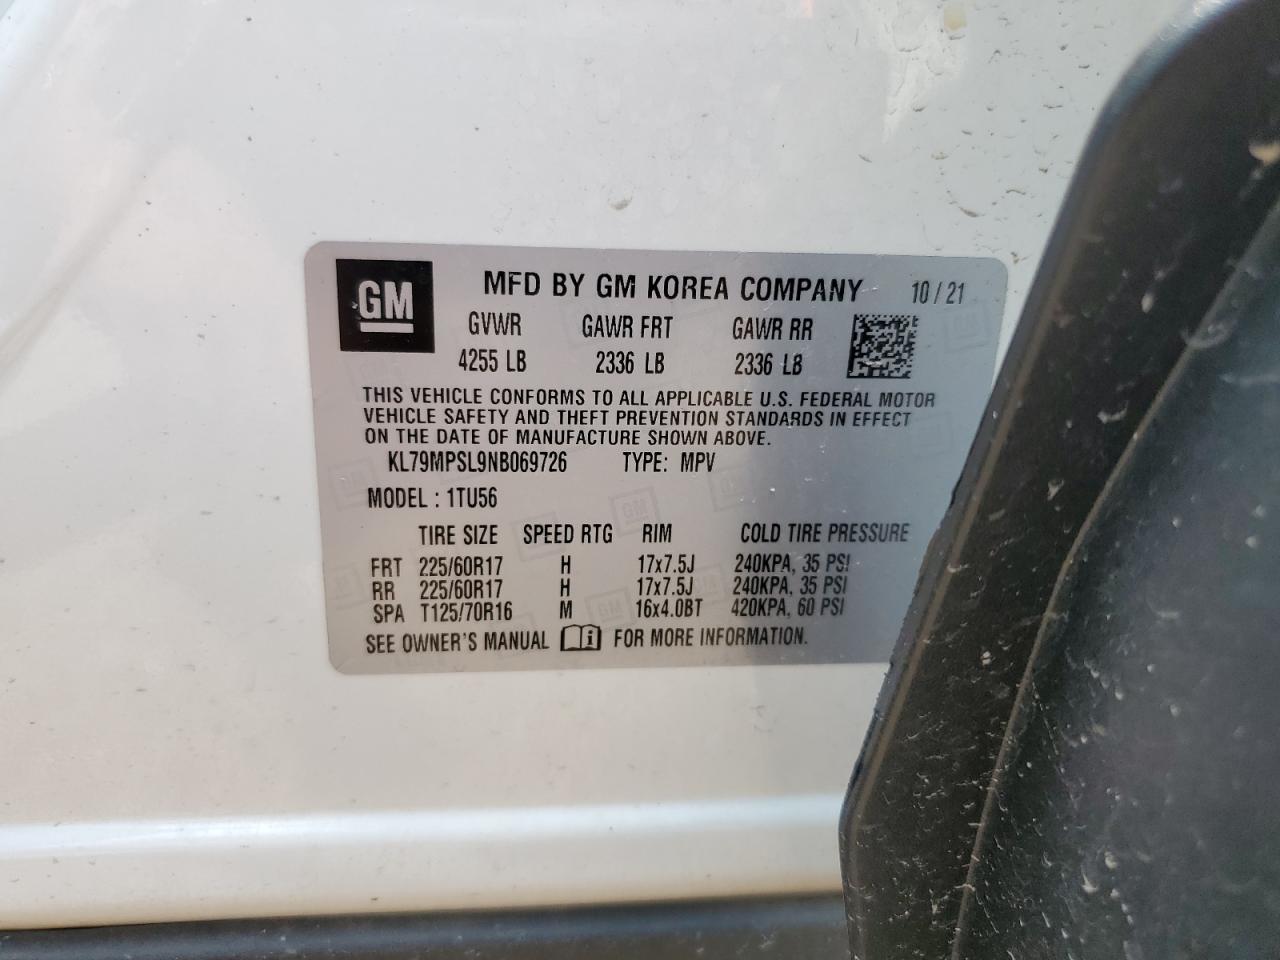 GM
MFD BY GM KOREA COMPANY 10/21
GVWR GAWR FRT GAWR RR
4255 LB 2336 LB 2336 LB
THIS VEHICLE CONFORMS TO ALL APPLICABLE U.S. FEDERAL MOTOR
VEHICLE SAFETY AND THEFT PREVENTION STANDARDS IN EFFECT
ON THE DATE OF MANUFACTURE SHOWN ABOVE.
KL79MPSL9NB069726 TYPE: MPV
MODEL : 1TU56
TIRE SIZE SPEED RTG RIM COLD TIRE PRESSURE
FRT 225/60R17 H 17x7.5J 240KPA, 35 PSI
RR 225/60R17 H 17x7.5J 240KPA, 35 PSI
SPA T125/70R16 M 16x4.0BT 420KPA, 60 PSI
SEE OWNER'S MANUAL i FOR MORE INFORMATION.